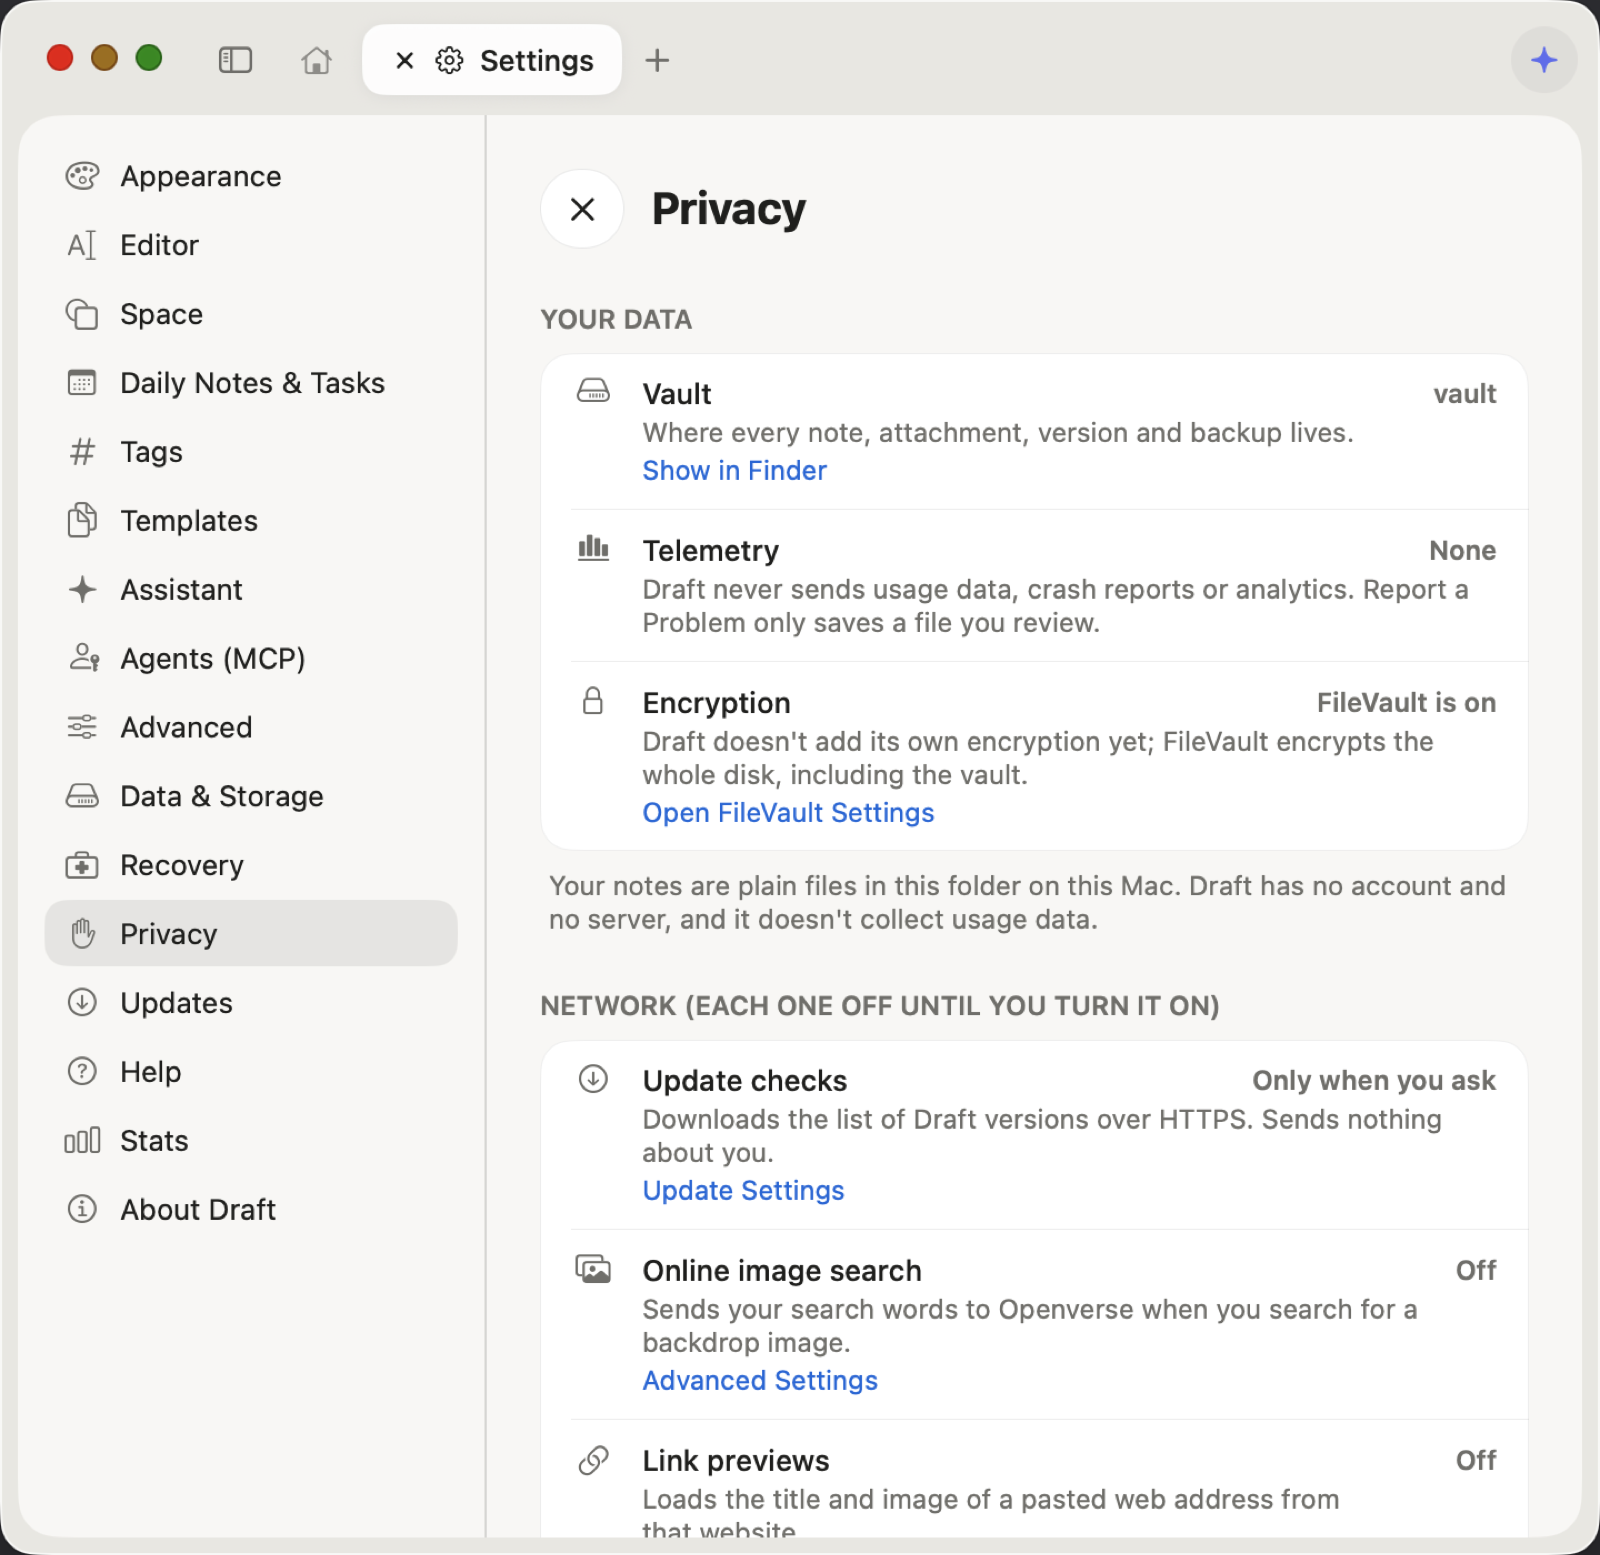 Settings
Appearance
Editor
Space
Daily Notes & Tasks
Tags
Templates
Assistant
Agents (MCP)
Advanced
Data & Storage
Recovery
Privacy
Updates
Help
Stats
About Draft
Privacy
YOUR DATA
Vault
vault
Where every note, attachment, version and backup lives.
Show in Finder
Telemetry
None
Draft never sends usage data, crash reports or analytics. Report a
Problem only saves a file you review.
Encryption
FileVault is on
Draft doesn't add its own encryption yet; FileVault encrypts the
whole disk, including the vault.
Open FileVault Settings
Your notes are plain files in this folder on this Mac. Draft has no account and
no server, and it doesn't collect usage data.
NETWORK (EACH ONE OFF UNTIL YOU TURN IT ON)
Update checks
Only when you ask
Downloads the list of Draft versions over HTTPS. Sends nothing
about you.
Update Settings
Online image search
Off
Sends your search words to Openverse when you search for a
backdrop image.
Advanced Settings
Link previews
Off
Loads the title and image of a pasted web address from
that website